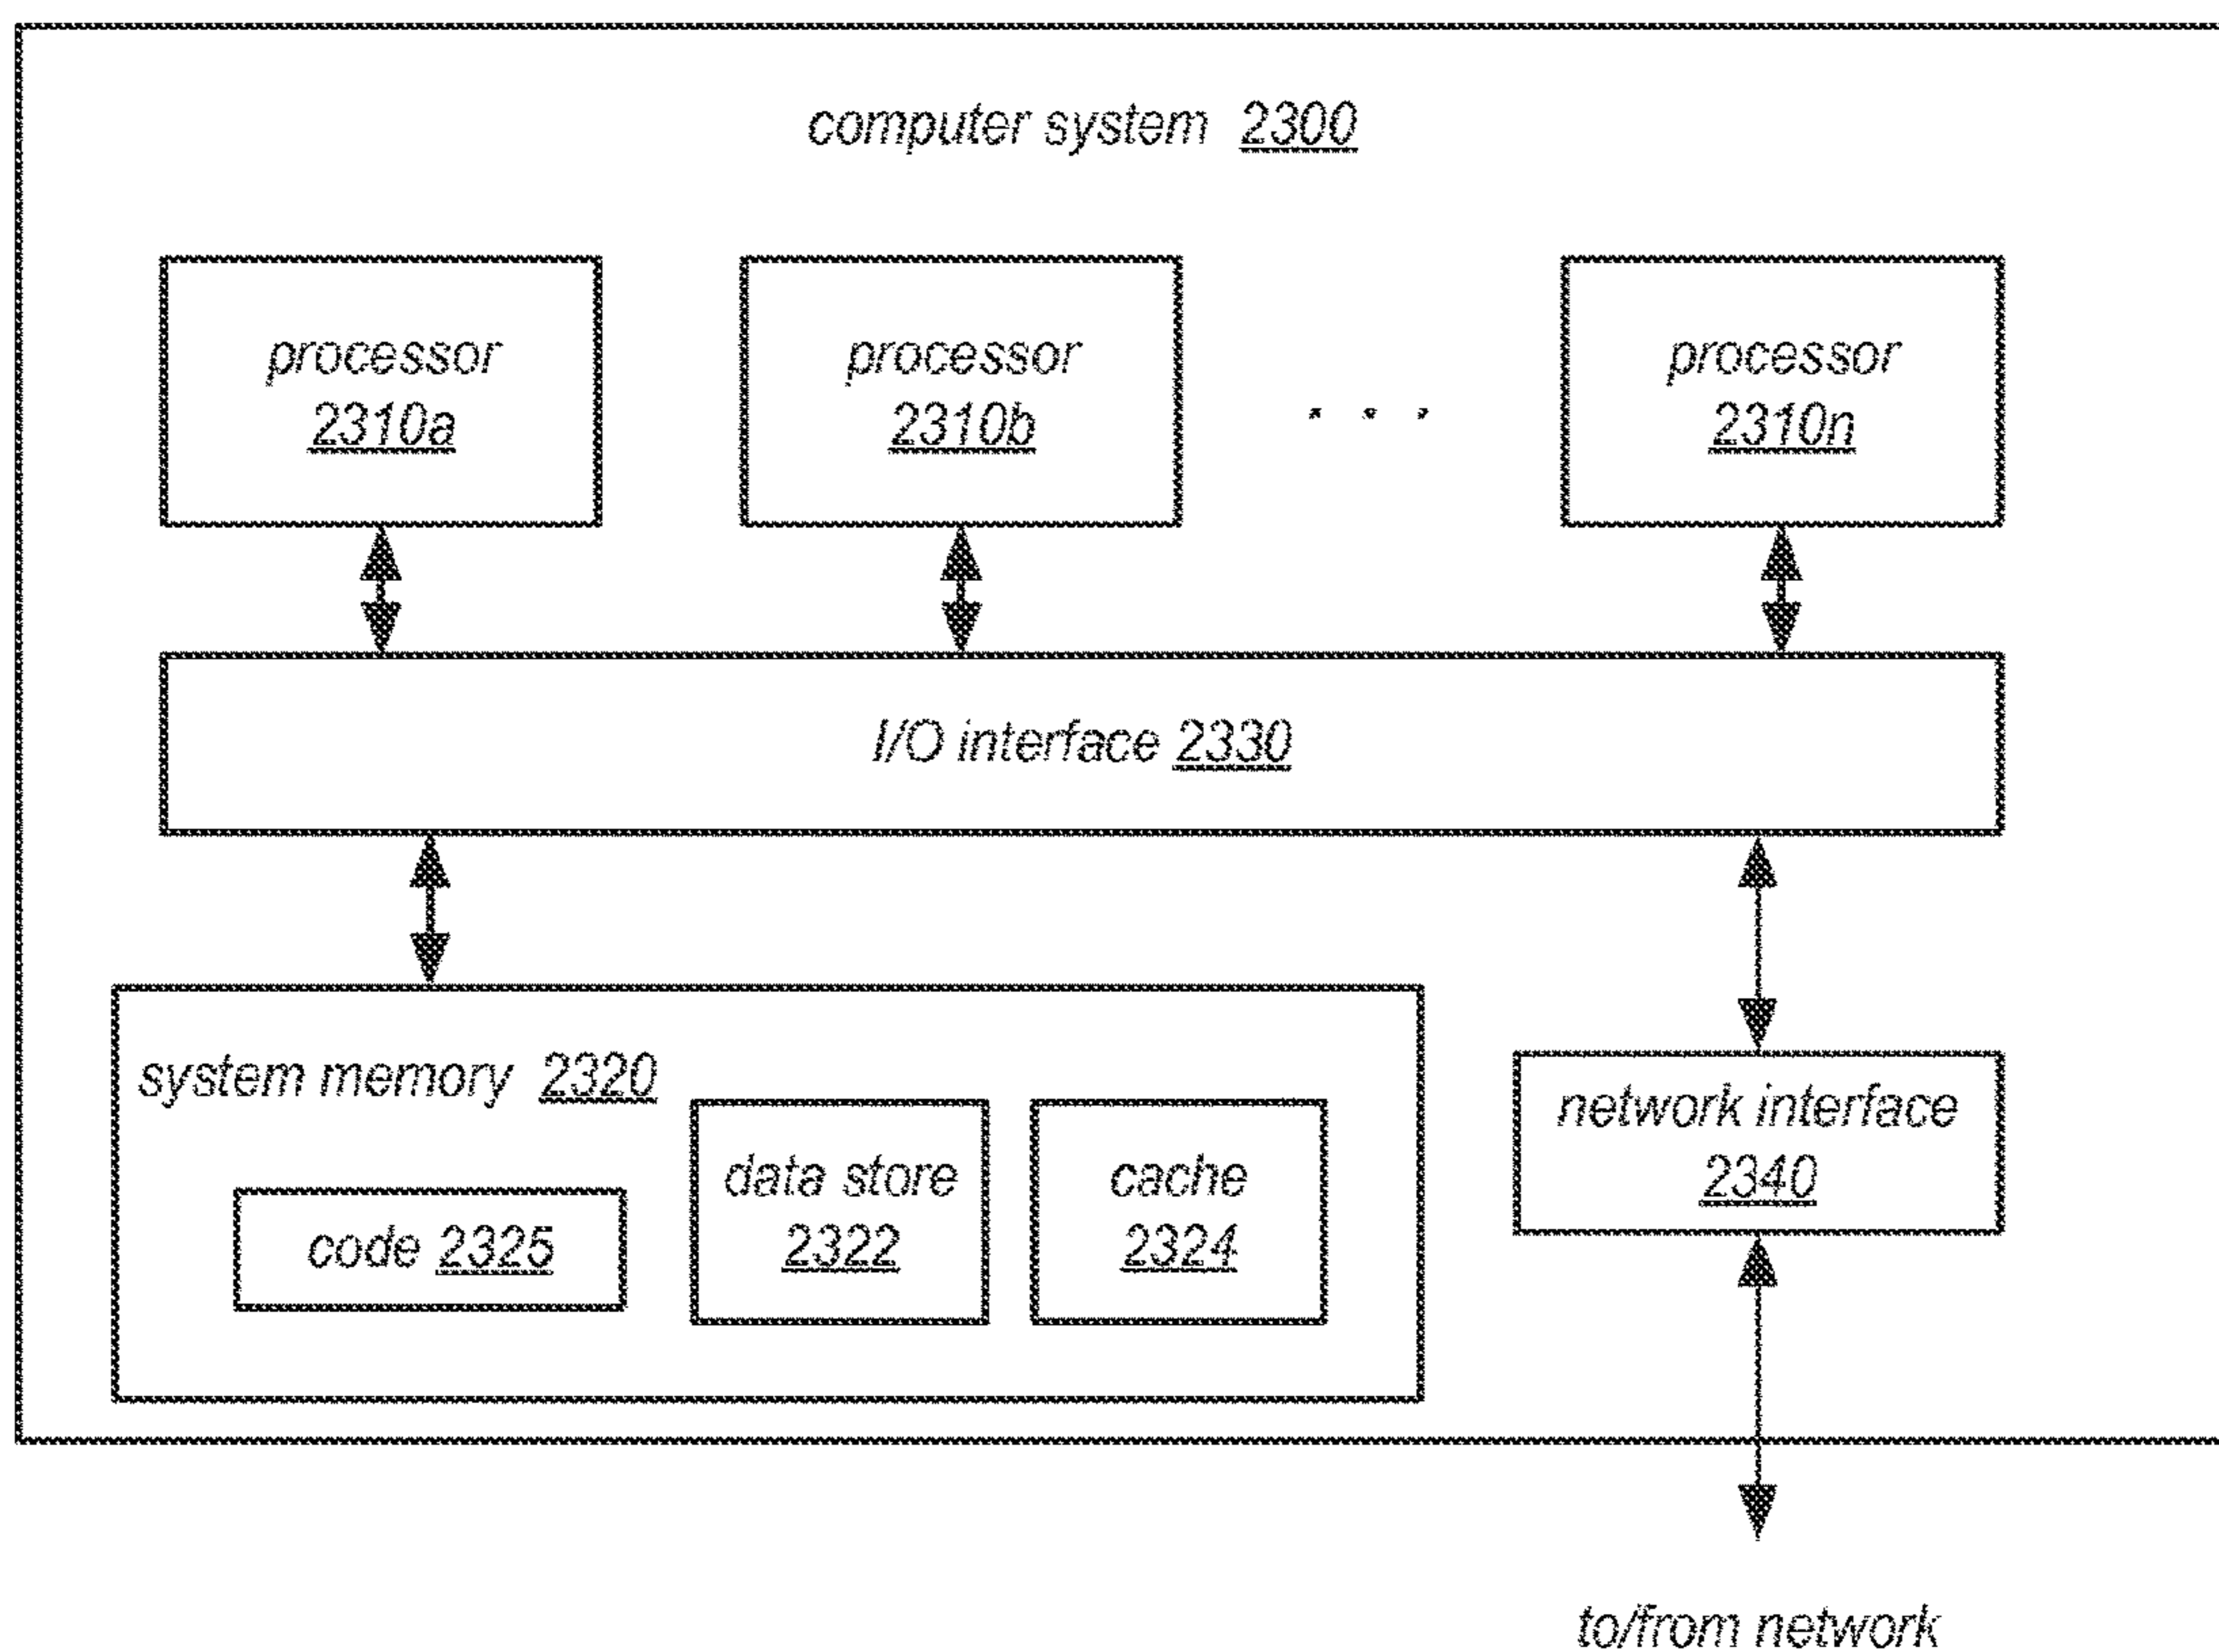 computer system 2300
processor
2310a
processor
2310b
. . .
processor
2310n
I/O interface 2330
system memory 2320
code 2325
data store
2322
cache
2324
network interface
2340
to/from network